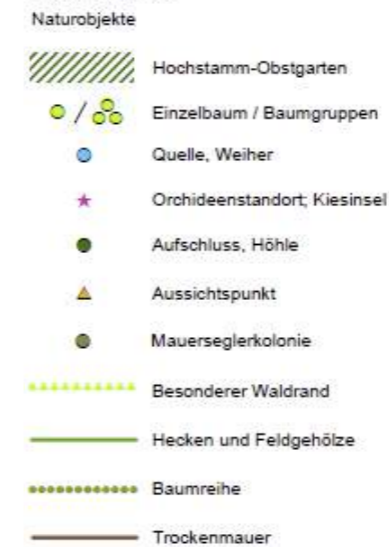 Naturobjekte
Hochstamm-Obstgarten
Einzelbaum / Baumgruppen
Quelle, Weiher
Orchideenstandort; Kiesinsel
Aufschluss, Höhle
Aussichtspunkt
Mauerseglerkolonie
Besonderer Waldrand
Hecken und Feldgehölze
Baumreihe
Trockenmauer